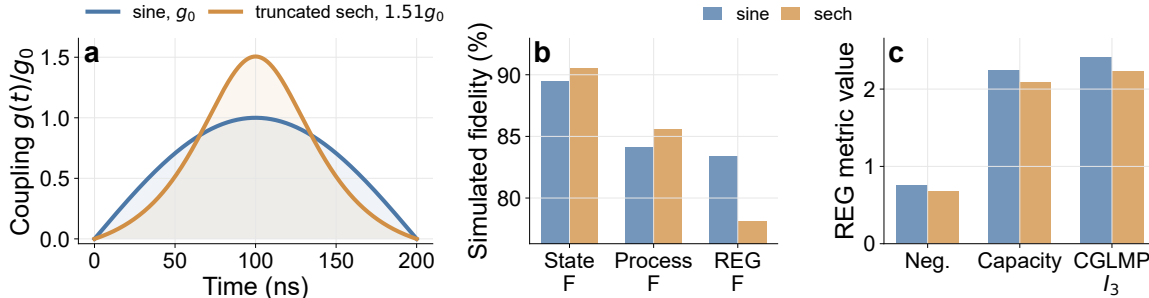 sine, g₀ truncated sech, 1.51g₀
a
Coupling g(t)/g₀
1.5
1.0
0.5
0.0
0 50 100 150 200
Time (ns)
sine sech
b
Simulated fidelity (%)
90
85
80
State Process REG
F F F
c
REG metric value
2
1
0
Neg. Capacity CGLMP
I₃